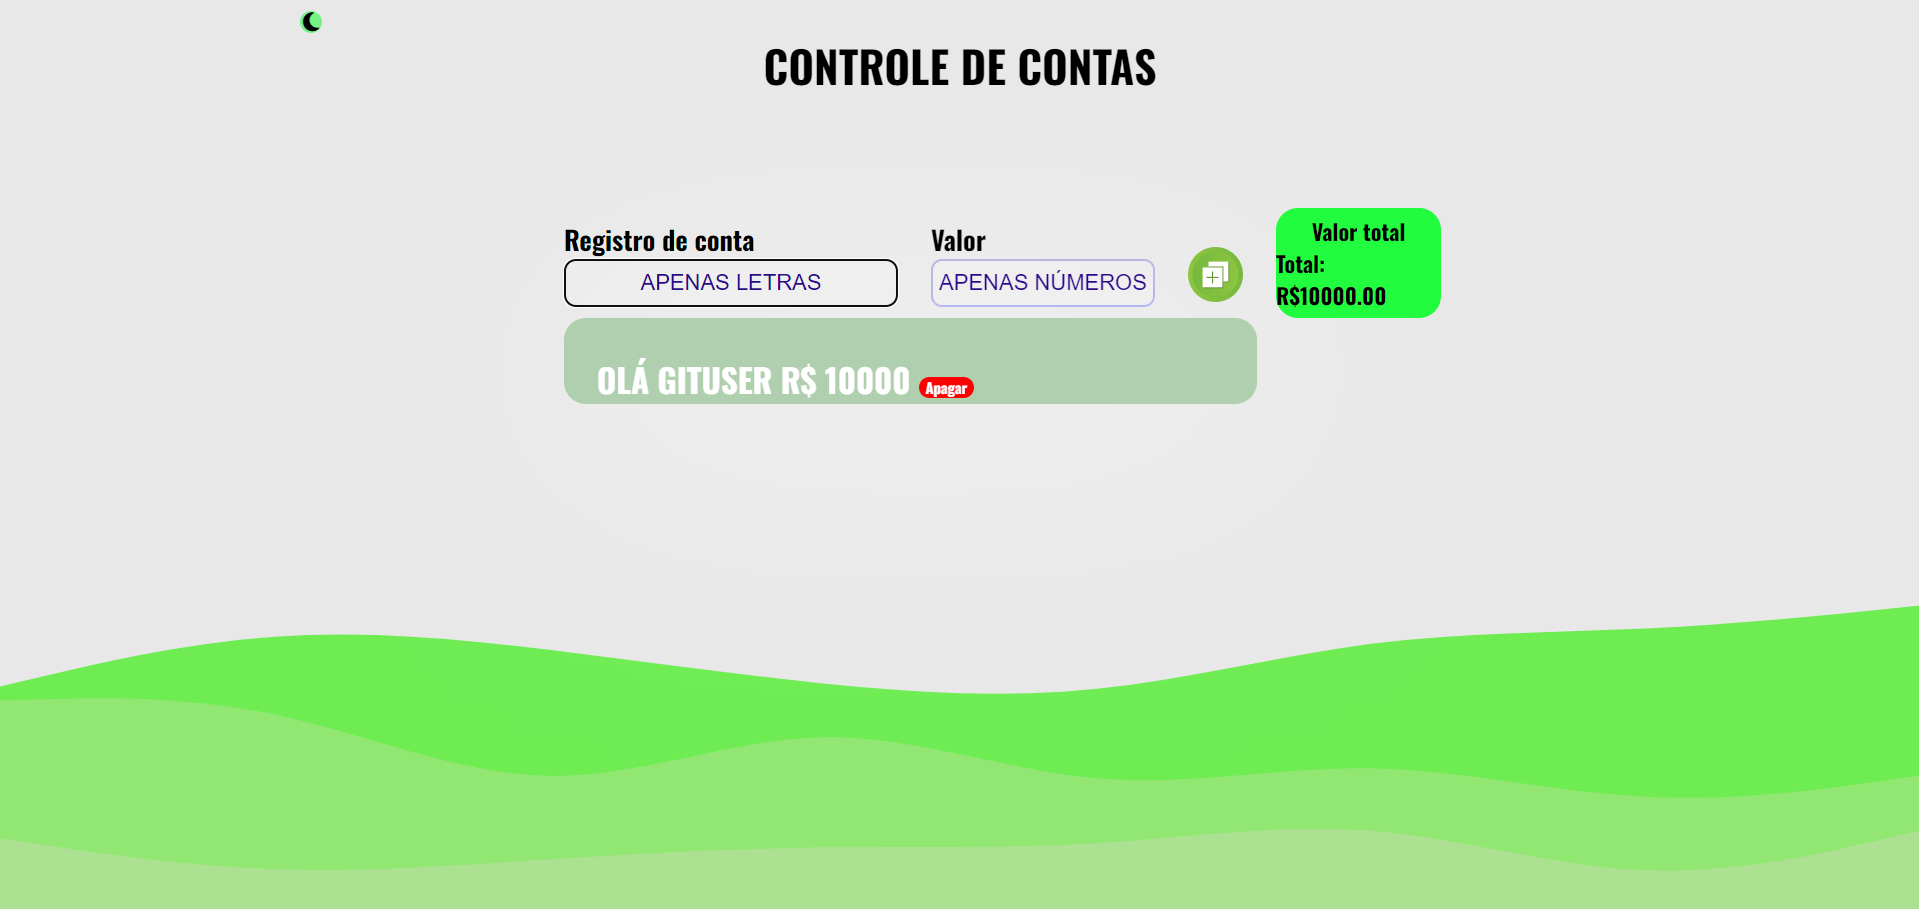 CONTROLE DE CONTAS
Registro de conta
Valor
APENAS LETRAS
APENAS NÚMEROS
Valor total
Total:
R$10000.00
OLÁ GITUSER R$ 10000 Apagar